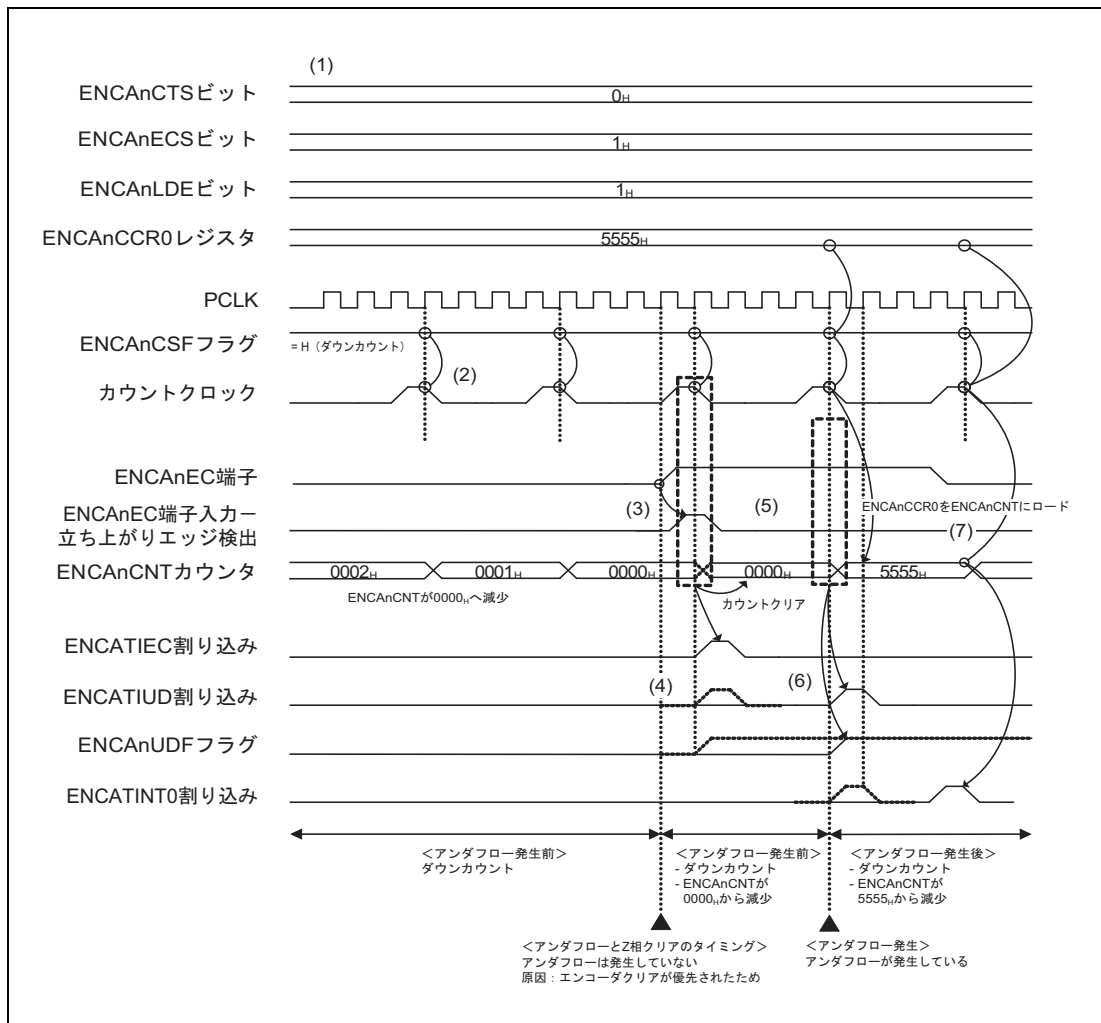 (1)
ENCAnCTSビット
0H
ENCAnECSビット
1H
ENCAnLDEビット
1H
ENCAnCCR0レジスタ
5555H
PCLK
ENCAnCSFフラグ
= H（ダウンカウント）
カウントクロック
(2)
ENCAnEC端子
ENCAnEC端子入力ー
立ち上がりエッジ検出
(3)
(5)
ENCAnCCR0をENCAnCNTにロード
(7)
ENCAnCNTカウンタ
0002H
0001H
0000H
0000H
5555H
ENCAnCNTが0000Hへ減少
カウントクリア
ENCATIEC割り込み
ENCATIUD割り込み
(4)
(6)
ENCAnUDFフラグ
ENCATINT0割り込み
＜アンダフロー発生前＞
ダウンカウント
＜アンダフロー発生前＞
- ダウンカウント
- ENCAnCNTが
0000Hから減少
＜アンダフロー発生後＞
- ダウンカウント
- ENCAnCNTが
5555Hから減少
＜アンダフローとZ相クリアのタイミング＞
アンダフローは発生していない
原因：エンコーダクリアが優先されたため
＜アンダフロー発生＞
アンダフローが発生している